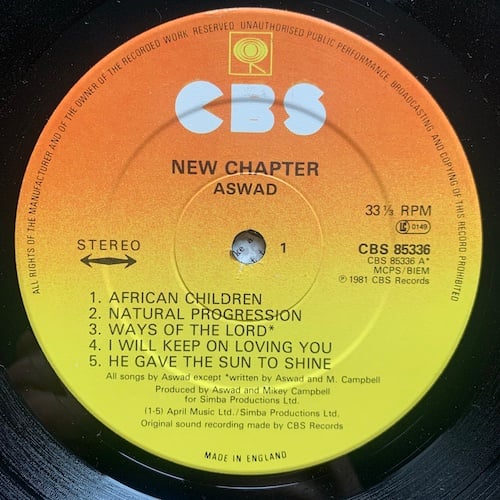 ALL RIGHTS OF THE MANUFACTURER AND OF THE OWNER OF THE RECORDED WORK RESERVED. UNAUTHORISED PUBLIC PERFORMANCE, BROADCASTING AND COPYING OF THIS RECORD PROHIBITED
CBS
NEW CHAPTER
ASWAD
33⅓ RPM
LC 0149
STEREO
1
CBS 85336
CBS 85336 A*
MCPS/BIEM
℗ 1981 CBS Records
1. AFRICAN CHILDREN
2. NATURAL PROGRESSION
3. WAYS OF THE LORD*
4. I WILL KEEP ON LOVING YOU
5. HE GAVE THE SUN TO SHINE
All songs by Aswad except *written by Aswad and M. Campbell
Produced by Aswad and Mikey Campbell
for Simba Productions Ltd.
(1-5) April Music Ltd./Simba Productions Ltd.
Original sound recording made by CBS Records
MADE IN ENGLAND